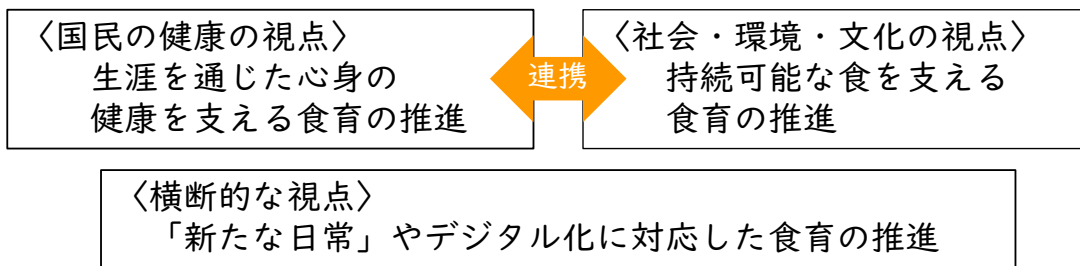 〈国民の健康の視点〉
生涯を通じた心身の
健康を支える食育の推進
連携
〈社会・環境・文化の視点〉
持続可能な食を支える
食育の推進
〈横断的な視点〉
「新たな日常」やデジタル化に対応した食育の推進